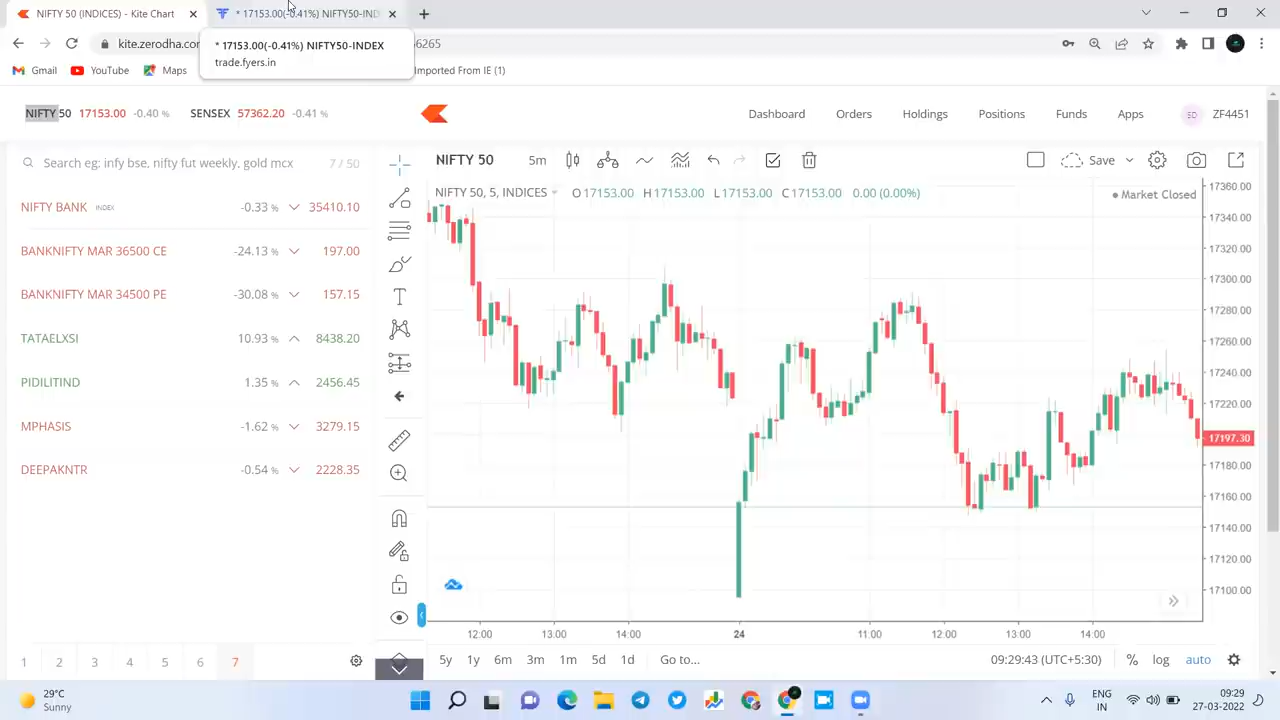 NIFTY 50 (INDICES) - Kite Chart
* 17153.00(-0.41%) NIFTY50-IND
kite.zerodha.com
56265
* 17153.00(-0.41%) NIFTY50-INDEX
trade.fyers.in
Gmail
YouTube
Maps
Imported From IE (1)
NIFTY 50 17153.00 -0.40 %
SENSEX 57362.20 -0.41 %
Dashboard
Orders
Holdings
Positions
Funds
Apps
SD
ZF4451
Search eg: infy bse, nifty fut weekly, gold mcx
7 / 50
NIFTY 50
5m
Save
NIFTY 50, 5, INDICES
O 17153.00 H 17153.00 L 17153.00 C 17153.00 0.00 (0.00%)
Market Closed
NIFTY BANK INDEX -0.33 % 35410.10
BANKNIFTY MAR 36500 CE -24.13 % 197.00
BANKNIFTY MAR 34500 PE -30.08 % 157.15
TATAELXSI 10.93 % 8438.20
PIDILITIND 1.35 % 2456.45
MPHASIS -1.62 % 3279.15
DEEPAKNTR -0.54 % 2228.35
17360.00
17340.00
17320.00
17300.00
17280.00
17260.00
17240.00
17220.00
17197.30
17180.00
17160.00
17140.00
17120.00
17100.00
12:00 13:00 14:00 24 11:00 12:00 13:00 14:00
1 2 3 4 5 6 7
5y 1y 6m 3m 1m 5d 1d Go to...
09:29:43 (UTC+5:30)
% log auto
29°C
Sunny
ENG
IN
09:29
27-03-2022